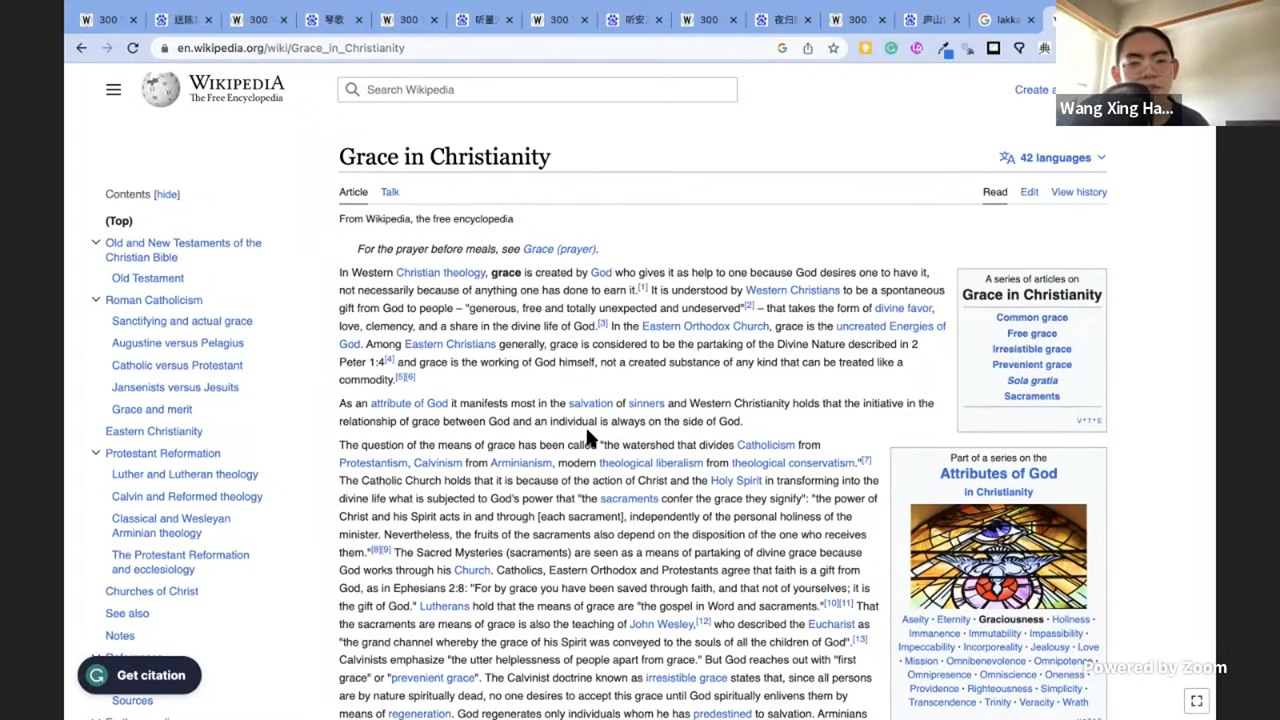 300
送陈
300
琴歌
300
听董
300
听安
300
夜归
300
庐山
lakka
en.wikipedia.org/wiki/Grace_in_Christianity
典
WIKIPEDIA
The Free Encyclopedia
Search Wikipedia
Create a
Wang Xing Ha...
Grace in Christianity
42 languages
Article Talk
Read Edit View history
From Wikipedia, the free encyclopedia
Contents [hide]
(Top)
Old and New Testaments of the
Christian Bible
Old Testament
Roman Catholicism
Sanctifying and actual grace
Augustine versus Pelagius
Catholic versus Protestant
Jansenists versus Jesuits
Grace and merit
Eastern Christianity
Protestant Reformation
Luther and Lutheran theology
Calvin and Reformed theology
Classical and Wesleyan
Arminian theology
The Protestant Reformation
and ecclesiology
Churches of Christ
See also
Notes
References
Get citation
Sources
For the prayer before meals, see Grace (prayer).
In Western Christian theology, grace is created by God who gives it as help to one because God desires one to have it,
not necessarily because of anything one has done to earn it.[1] It is understood by Western Christians to be a spontaneous
gift from God to people – "generous, free and totally unexpected and undeserved"[2] – that takes the form of divine favor,
love, clemency, and a share in the divine life of God.[3] In the Eastern Orthodox Church, grace is the uncreated Energies of
God. Among Eastern Christians generally, grace is considered to be the partaking of the Divine Nature described in 2
Peter 1:4[4] and grace is the working of God himself, not a created substance of any kind that can be treated like a
commodity.[5][6]
As an attribute of God it manifests most in the salvation of sinners and Western Christianity holds that the initiative in the
relationship of grace between God and an individual is always on the side of God.
The question of the means of grace has been called "the watershed that divides Catholicism from
Protestantism, Calvinism from Arminianism, modern theological liberalism from theological conservatism."[7]
The Catholic Church holds that it is because of the action of Christ and the Holy Spirit in transforming into the
divine life what is subjected to God's power that "the sacraments confer the grace they signify": "the power of
Christ and his Spirit acts in and through [each sacrament], independently of the personal holiness of the
minister. Nevertheless, the fruits of the sacraments also depend on the disposition of the one who receives
them."[8][9] The Sacred Mysteries (sacraments) are seen as a means of partaking of divine grace because
God works through his Church. Catholics, Eastern Orthodox and Protestants agree that faith is a gift from
God, as in Ephesians 2:8: "For by grace you have been saved through faith, and that not of yourselves; it is
the gift of God." Lutherans hold that the means of grace are "the gospel in Word and sacraments."[10][11] That
the sacraments are means of grace is also the teaching of John Wesley,[12] who described the Eucharist as
"the grand channel whereby the grace of his Spirit was conveyed to the souls of all the children of God".[13]
Calvinists emphasize "the utter helplessness of people apart from grace." But God reaches out with "first
grace" or "prevenient grace". The Calvinist doctrine known as irresistible grace states that, since all persons
are by nature spiritually dead, no one desires to accept this grace until God spiritually enlivens them by
means of regeneration. God regenerates only individuals whom he has predestined to salvation. Arminians
A series of articles on
Grace in Christianity
Common grace
Free grace
Irresistible grace
Prevenient grace
Sola gratia
Sacraments
V·T·E
Part of a series on the
Attributes of God
in Christianity
Aseity · Eternity · Graciousness · Holiness ·
Immanence · Immutability · Impassibility ·
Impeccability · Incorporeality · Jealousy · Love
· Mission · Omnibenevolence · Omnipotence
Omnipresence · Omniscience · Oneness ·
Providence · Righteousness · Simplicity ·
Transcendence · Trinity · Veracity · Wrath
Powered by Zoom